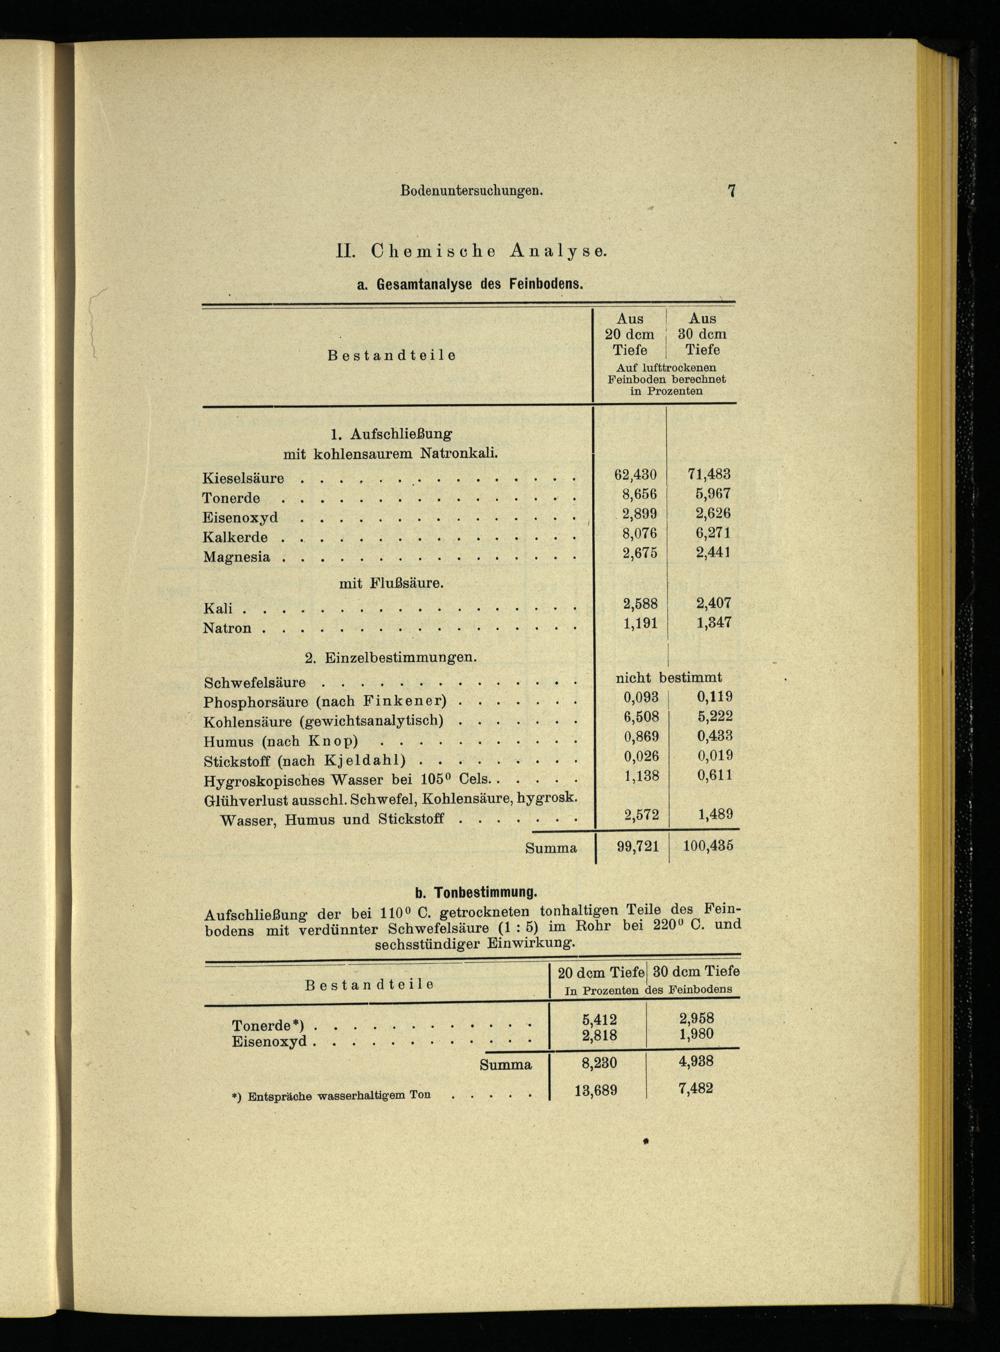 Bodenuntersuchungen. 7
II. Chemische Analyse.
a. Gesamtanalyse des Feinbodens.
Bestandteile
Aus 20 dcm Tiefe
Aus 30 dcm Tiefe
Auf lufttrockenen
Feinboden berechnet
in Prozenten
1. Aufschließung
mit kohlensaurem Natronkali.
Kieselsäure . . . . . . . . . . . . . . . 62,430 71,483
Tonerde . . . . . . . . . . . . . . . . 8,656 5,967
Eisenoxyd . . . . . . . . . . . . . . . 2,899 2,626
Kalkerde . . . . . . . . . . . . . . . . 8,076 6,271
Magnesia . . . . . . . . . . . . . . . . 2,675 2,441
mit Flußsäure.
Kali . . . . . . . . . . . . . . . . . . 2,588 2,407
Natron . . . . . . . . . . . . . . . . . 1,191 1,347
2. Einzelbestimmungen.
Schwefelsäure . . . . . . . . . . . . . . nicht bestimmt
Phosphorsäure (nach Finkener) . . . . . . . 0,093 0,119
Kohlensäure (gewichtsanalytisch) . . . . . . . 6,508 5,222
Humus (nach Knop) . . . . . . . . . . . 0,869 0,433
Stickstoff (nach Kjeldahl) . . . . . . . . . 0,026 0,019
Hygroskopisches Wasser bei 105⁰ Cels. . . . . . 1,138 0,611
Glühverlust ausschl. Schwefel, Kohlensäure, hygrosk.
Wasser, Humus und Stickstoff . . . . . . . 2,572 1,489
Summa 99,721 100,435
b. Tonbestimmung.
Aufschließung der bei 110⁰ C. getrockneten tonhaltigen Teile des Fein-
bodens mit verdünnter Schwefelsäure (1 : 5) im Rohr bei 220⁰ C. und
sechsstündiger Einwirkung.
Bestandteile
20 dcm Tiefe 30 dcm Tiefe
In Prozenten des Feinbodens
Tonerde*) . . . . . . . . . . . . 5,412 2,958
Eisenoxyd . . . . . . . . . . . . 2,818 1,980
Summa 8,230 4,938
*) Entspräche wasserhaltigem Ton . . . . . 13,689 7,482